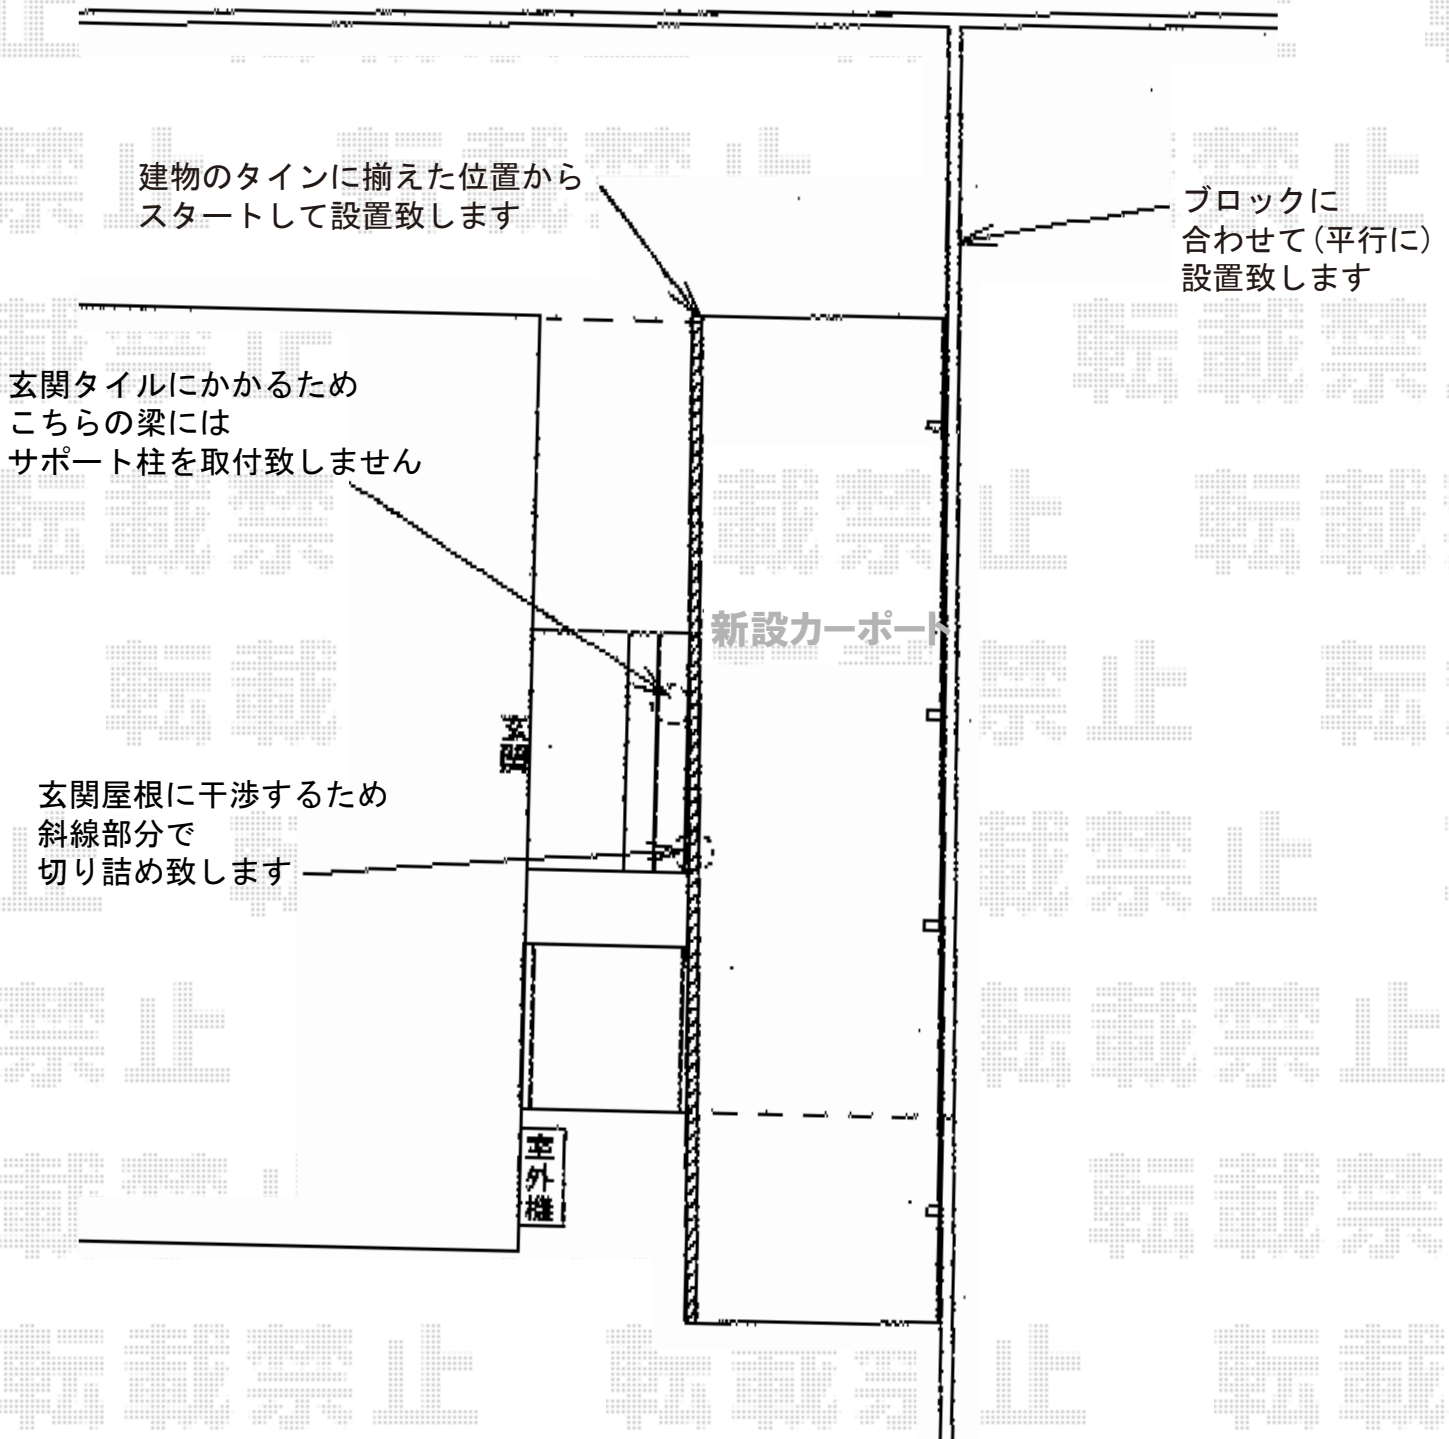 建物のタインに揃えた位置から
スタートして設置致します
ブロックに
合わせて(平行に)
設置致します
玄関タイルにかかるため
こちらの梁には
サポート柱を取付致しません
新設カーポート
玄関
玄関屋根に干渉するため
斜線部分で
切り詰め致します
室外機
転載禁止